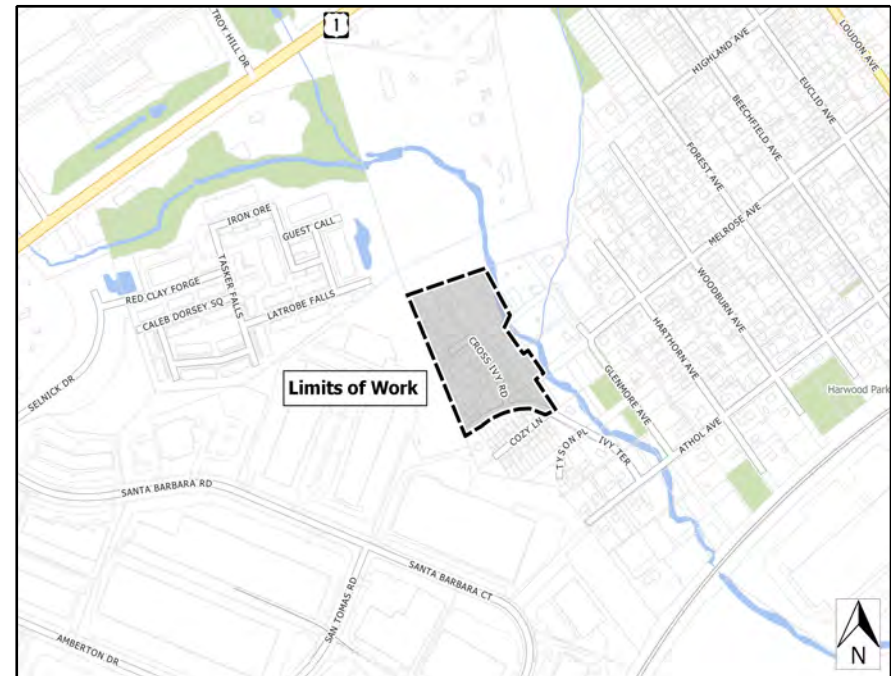 1
TROY HILL DR
LOUDON AVE
HIGHLAND AVE
EUCLID AVE
BEECHFIELD AVE
FOREST AVE
MELROSE AVE
IRON ORE
GUEST CALL
TASKER FALLS
RED CLAY FORGE
LATROBE FALLS
CALEB DORSEY SQ
WOODBURN AVE
HARTHORN AVE
SELNICK DR
Limits of Work
CROSS IVY RD
GLENMORE AVE
Harwood Park
COZY LN
TYSON PL
IVY TER
ATHOL AVE
SANTA BARBARA RD
SANTA BARBARA CT
SAN TOMAS RD
AMBERTON DR
N